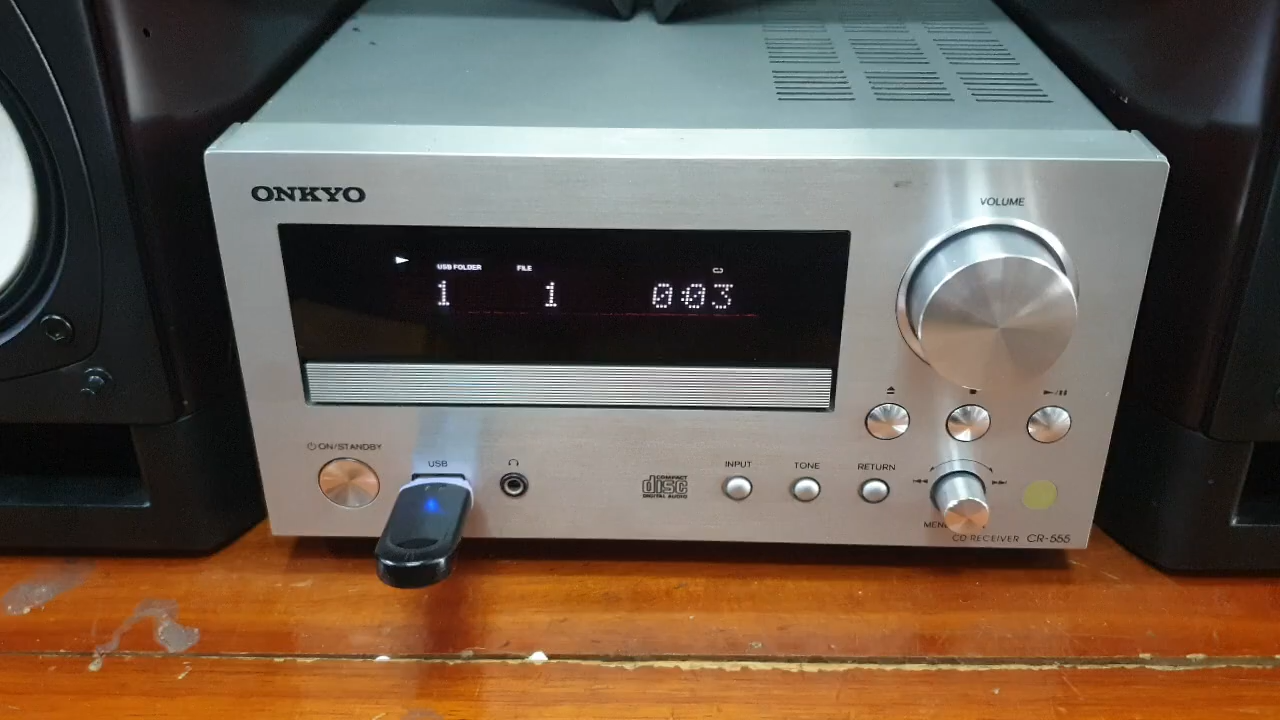 ONKYO
VOLUME
USB FOLDER FILE
1 1 0:03
ON/STANDBY
USB
COMPACT
disc
DIGITAL AUDIO
INPUT
TONE
RETURN
CD RECEIVER CR-555